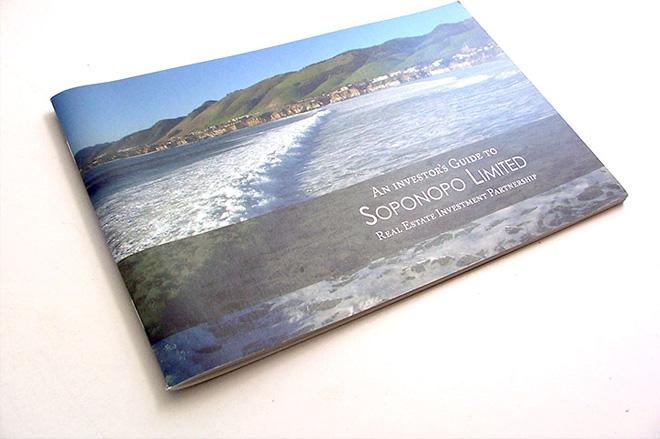 An Investor's Guide to
Soponopo Limited
Real Estate Investment Partnership